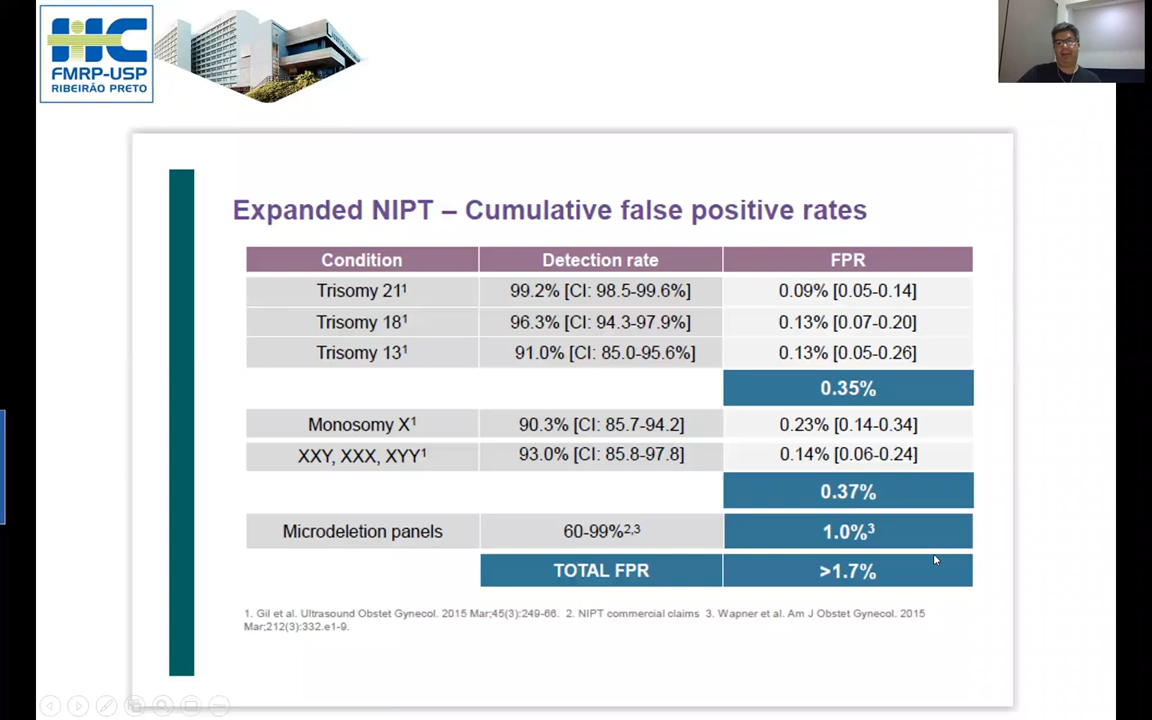 HC
FMRP-USP
RIBEIRÃO PRETO
Expanded NIPT – Cumulative false positive rates
Condition Detection rate FPR
Trisomy 21¹ 99.2% [CI: 98.5-99.6%] 0.09% [0.05-0.14]
Trisomy 18¹ 96.3% [CI: 94.3-97.9%] 0.13% [0.07-0.20]
Trisomy 13¹ 91.0% [CI: 85.0-95.6%] 0.13% [0.05-0.26]
0.35%
Monosomy X¹ 90.3% [CI: 85.7-94.2] 0.23% [0.14-0.34]
XXY, XXX, XYY¹ 93.0% [CI: 85.8-97.8] 0.14% [0.06-0.24]
0.37%
Microdeletion panels 60-99%²,³ 1.0%³
TOTAL FPR >1.7%
1. Gil et al. Ultrasound Obstet Gynecol. 2015 Mar;45(3):249-66. 2. NIPT commercial claims 3. Wapner et al. Am J Obstet Gynecol. 2015
Mar;212(3):332.e1-9.